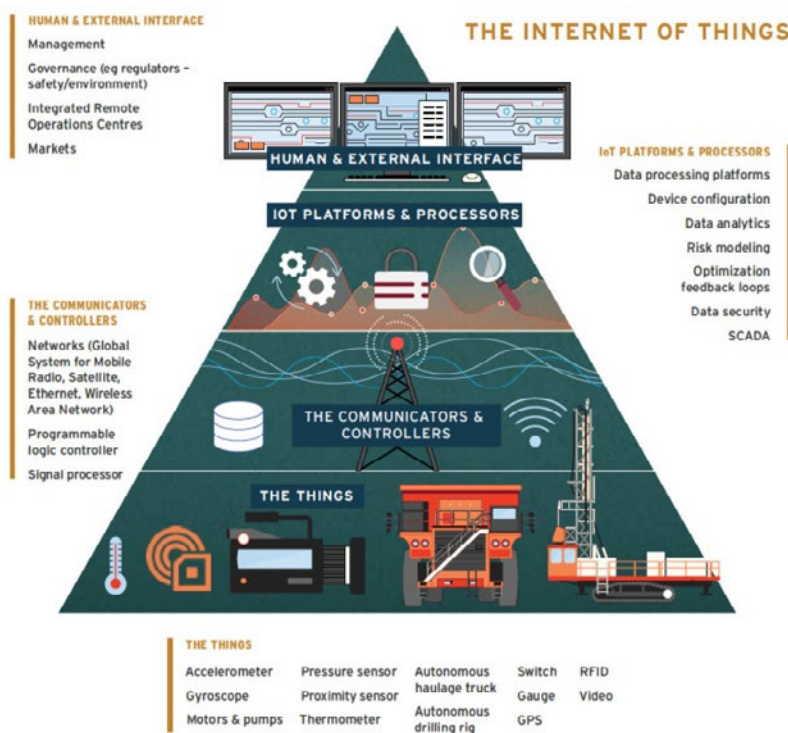 THE INTERNET OF THINGS
HUMAN & EXTERNAL INTERFACE
Management
Governance (eg regulators –
safety/environment)
Integrated Remote
Operations Centres
Markets
HUMAN & EXTERNAL INTERFACE
IoT PLATFORMS & PROCESSORS
Data processing platforms
Device configuration
Data analytics
Risk modeling
Optimization
feedback loops
Data security
SCADA
IOT PLATFORMS & PROCESSORS
THE COMMUNICATORS
& CONTROLLERS
Networks (Global
System for Mobile
Radio, Satellite,
Ethernet, Wireless
Area Network)
Programmable
logic controller
Signal processor
THE COMMUNICATORS &
CONTROLLERS
THE THINGS
THE THINGS
Accelerometer
Gyroscope
Motors & pumps
Pressure sensor
Proximity sensor
Thermometer
Autonomous
haulage truck
Autonomous
drilling rig
Switch
Gauge
GPS
RFID
Video